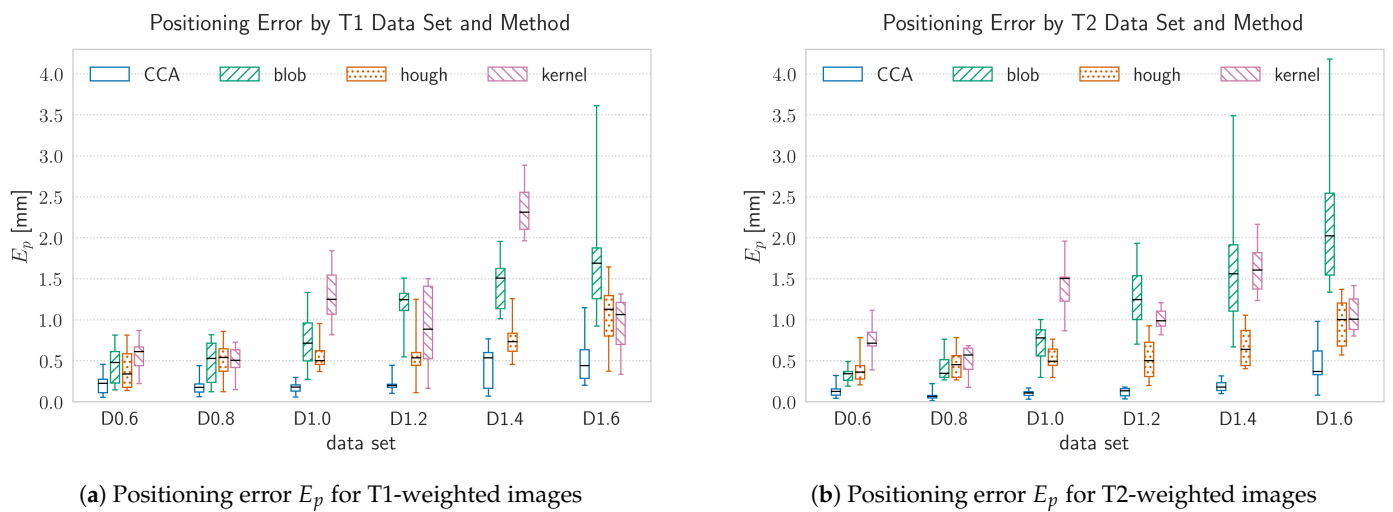 Positioning Error by T1 Data Set and Method
CCA blob hough kernel
4.0
3.5
3.0
2.5
2.0
1.5
1.0
0.5
0.0
E_p [mm]
D0.6 D0.8 D1.0 D1.2 D1.4 D1.6
data set
(a) Positioning error E_p for T1-weighted images
Positioning Error by T2 Data Set and Method
CCA blob hough kernel
4.0
3.5
3.0
2.5
2.0
1.5
1.0
0.5
0.0
E_p [mm]
D0.6 D0.8 D1.0 D1.2 D1.4 D1.6
data set
(b) Positioning error E_p for T2-weighted images